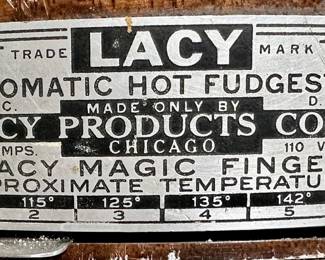 TRADE LACY MARK
OMATIC HOT FUDGES
C. MADE ONLY BY D.
CY PRODUCTS CO
MPS. CHICAGO 110 V
ACY MAGIC FINGE
PROXIMATE TEMPERATU
115° 125° 135° 142°
2 3 4 5